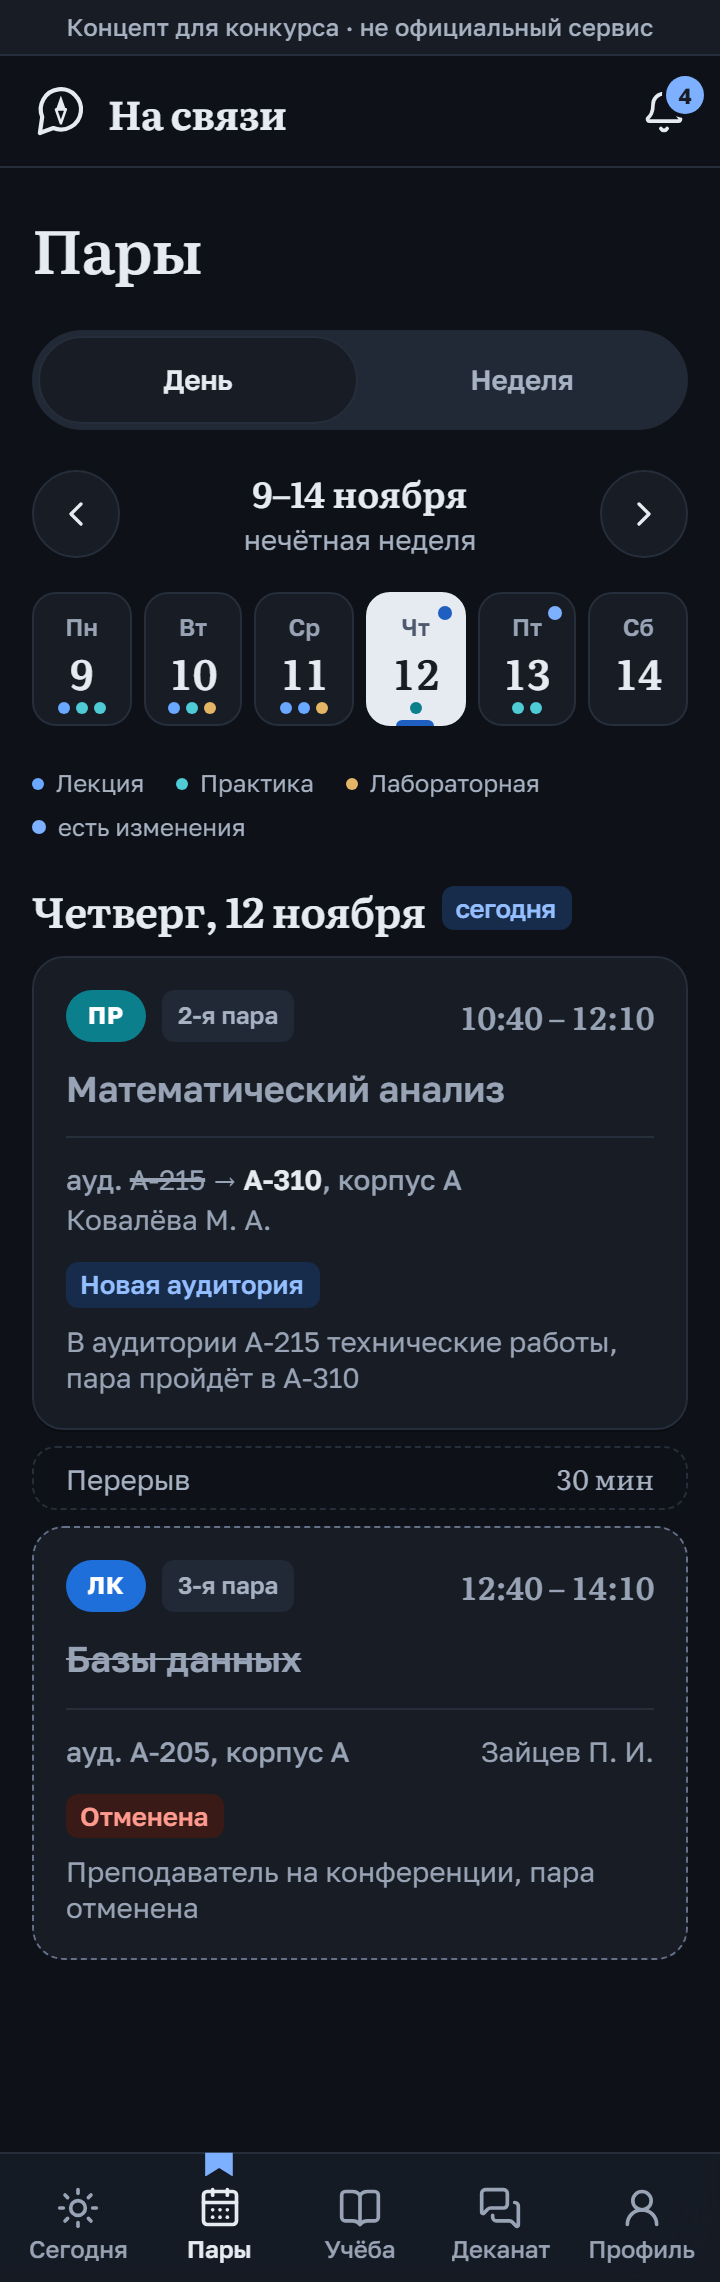 Концепт для конкурса · не официальный сервис
На связи
4
Пары
День
Неделя
9–14 ноября
нечётная неделя
Пн
Вт
Ср
Чт
Пт
Сб
9
10
11
12
13
14
Лекция
Практика
Лабораторная
есть изменения
Четверг, 12 ноября
сегодня
ПР
2-я пара
10:40 – 12:10
Математический анализ
ауд. А-215 → А-310, корпус А
Ковалёва М. А.
Новая аудитория
В аудитории А-215 технические работы,
пара пройдёт в А-310
Перерыв
30 мин
ЛК
3-я пара
12:40 – 14:10
Базы данных
ауд. А-205, корпус А
Зайцев П. И.
Отменена
Преподаватель на конференции, пара
отменена
Сегодня
Пары
Учёба
Деканат
Профиль